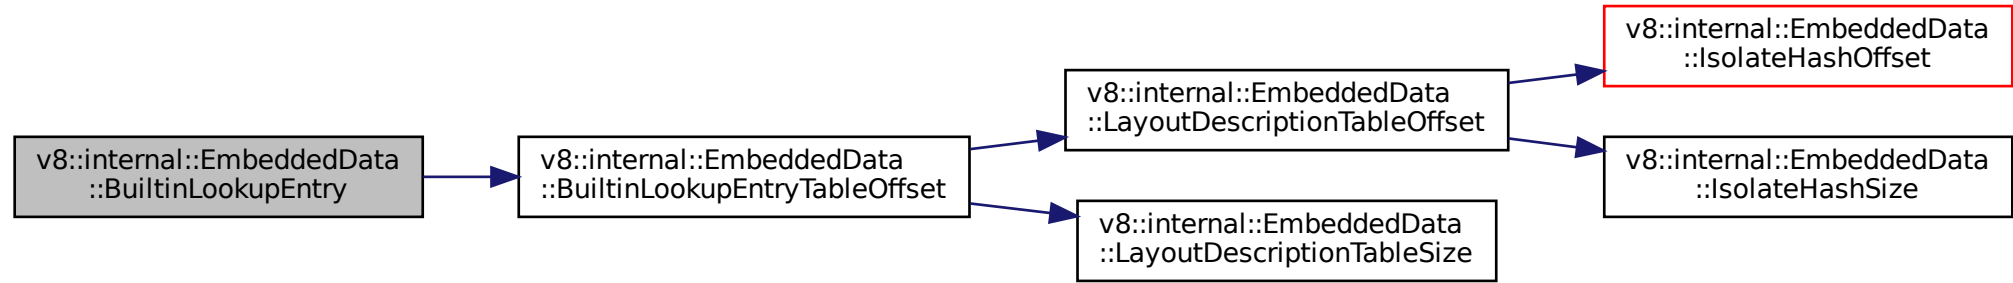 v8::internal::EmbeddedData
::BuiltinLookupEntry
v8::internal::EmbeddedData
::BuiltinLookupEntryTableOffset
v8::internal::EmbeddedData
::LayoutDescriptionTableOffset
v8::internal::EmbeddedData
::IsolateHashOffset
v8::internal::EmbeddedData
::IsolateHashSize
v8::internal::EmbeddedData
::LayoutDescriptionTableSize